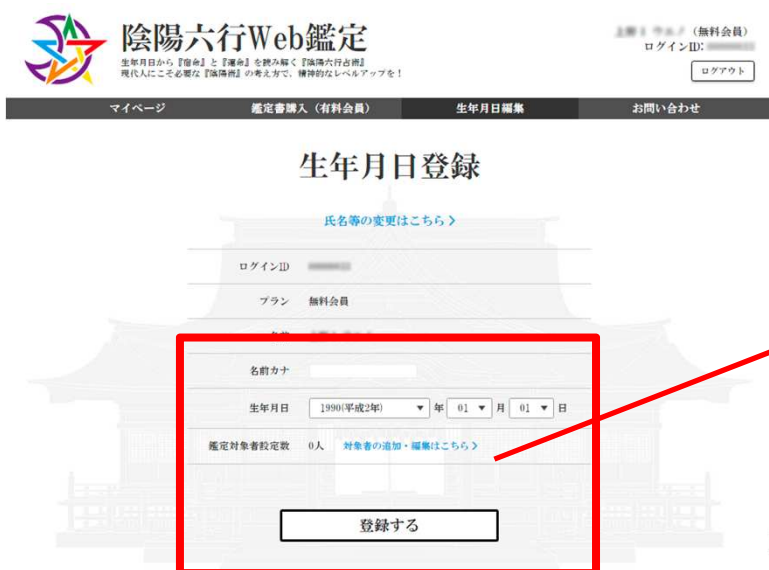 陰陽六行Web鑑定
生年月日から『宿命』と『運命』を読み解く『陰陽六行占術』
現代人にこそ必要な『陰陽術』の考え方で、精神的なレベルアップを！
（無料会員）
ログインID:
ログアウト
マイページ 鑑定書購入（有料会員） 生年月日編集 お問い合わせ
生年月日登録
氏名等の変更はこちら >
ログインID
プラン 無料会員
名前カナ
生年月日 1990(平成2年) ▼ 年 01 ▼ 月 01 ▼ 日
鑑定対象者設定数 0人 対象者の追加・編集はこちら >
登録する